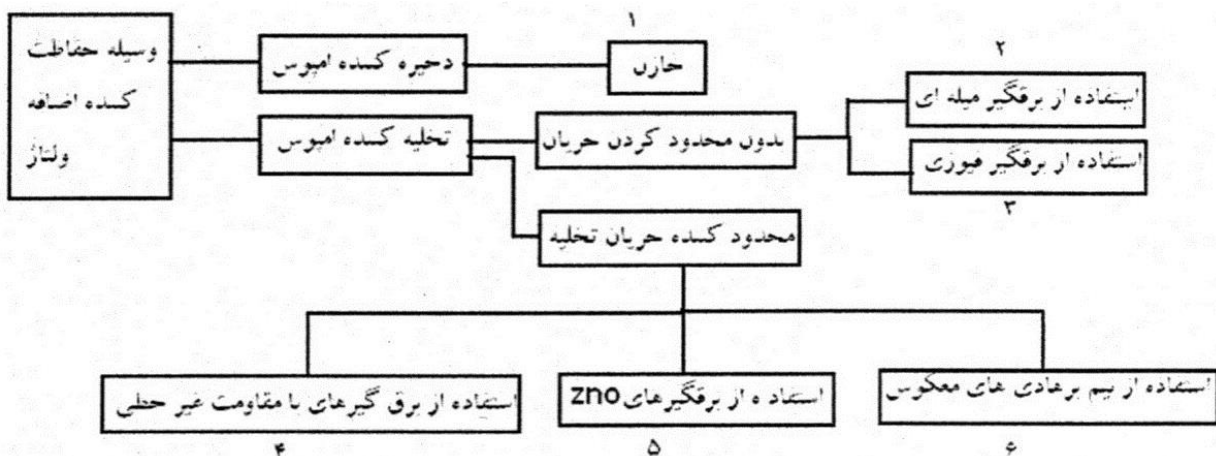 وسیله حفاظت
کننده اضافه
ولتاژ
ذخیره کننده امپوس
۱
خازن
تخلیه کننده امپوس
بدون محدود کردن جریان
۲
استفاده از برقگیر میله ای
استفاده از برقگیر فیوزی
۳
محدود کننده جریان تخلیه
استفاده از برق گیرهای با مقاومت غیر خطی
۴
استفاد ه از برقگیرهای zno
۵
استفاده از نیم برهادی های معکوس
۶